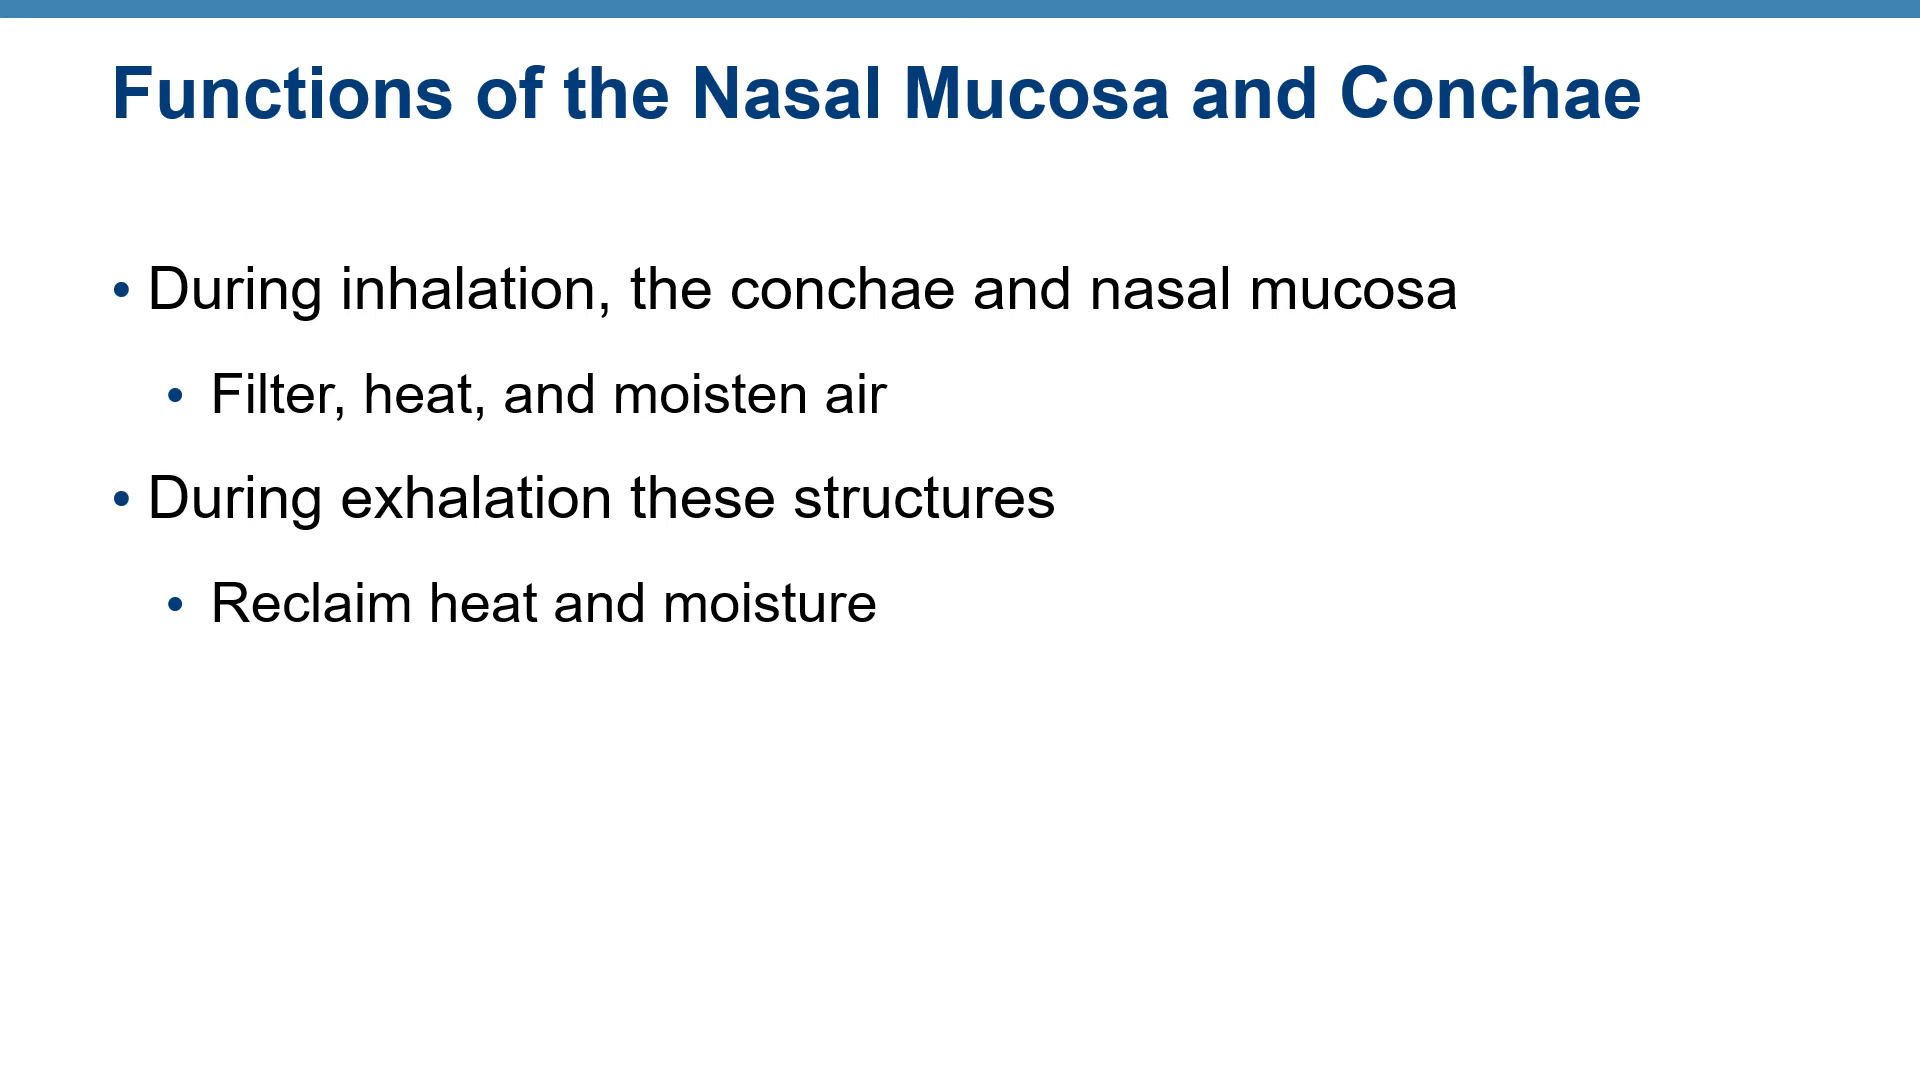 Functions of the Nasal Mucosa and Conchae
• During inhalation, the conchae and nasal mucosa
• Filter, heat, and moisten air
• During exhalation these structures
• Reclaim heat and moisture